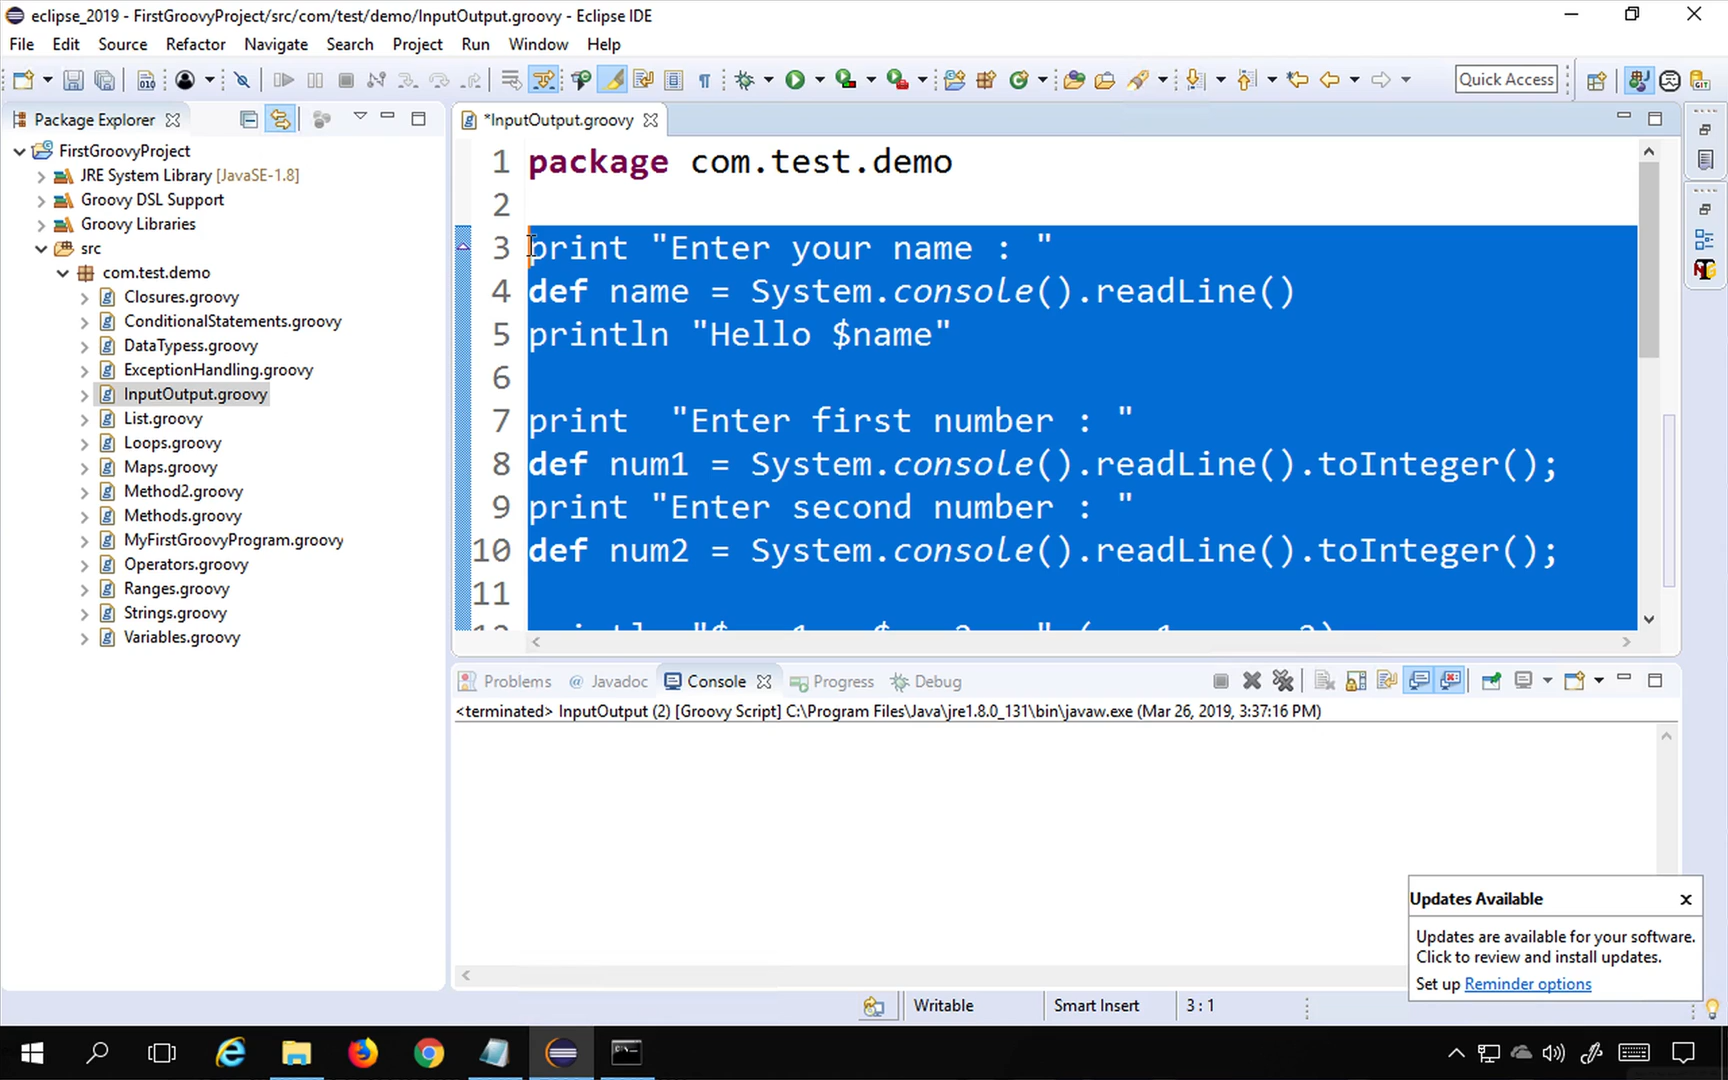 eclipse_2019 - FirstGroovyProject/src/com/test/demo/InputOutput.groovy - Eclipse IDE
File Edit Source Refactor Navigate Search Project Run Window Help
Quick Access
Package Explorer
FirstGroovyProject
JRE System Library [JavaSE-1.8]
Groovy DSL Support
Groovy Libraries
src
com.test.demo
Closures.groovy
ConditionalStatements.groovy
DataTypess.groovy
ExceptionHandling.groovy
InputOutput.groovy
List.groovy
Loops.groovy
Maps.groovy
Method2.groovy
Methods.groovy
MyFirstGroovyProgram.groovy
Operators.groovy
Ranges.groovy
Strings.groovy
Variables.groovy
*InputOutput.groovy
1 package com.test.demo
2
3 print "Enter your name : "
4 def name = System.console().readLine()
5 println "Hello $name"
6
7 print  "Enter first number : "
8 def num1 = System.console().readLine().toInteger();
9 print "Enter second number : "
10 def num2 = System.console().readLine().toInteger();
11
Problems @ Javadoc Console Progress Debug
<terminated> InputOutput (2) [Groovy Script] C:\Program Files\Java\jre1.8.0_131\bin\javaw.exe (Mar 26, 2019, 3:37:16 PM)
Updates Available
Updates are available for your software.
Click to review and install updates.
Set up Reminder options
Writable Smart Insert 3 : 1